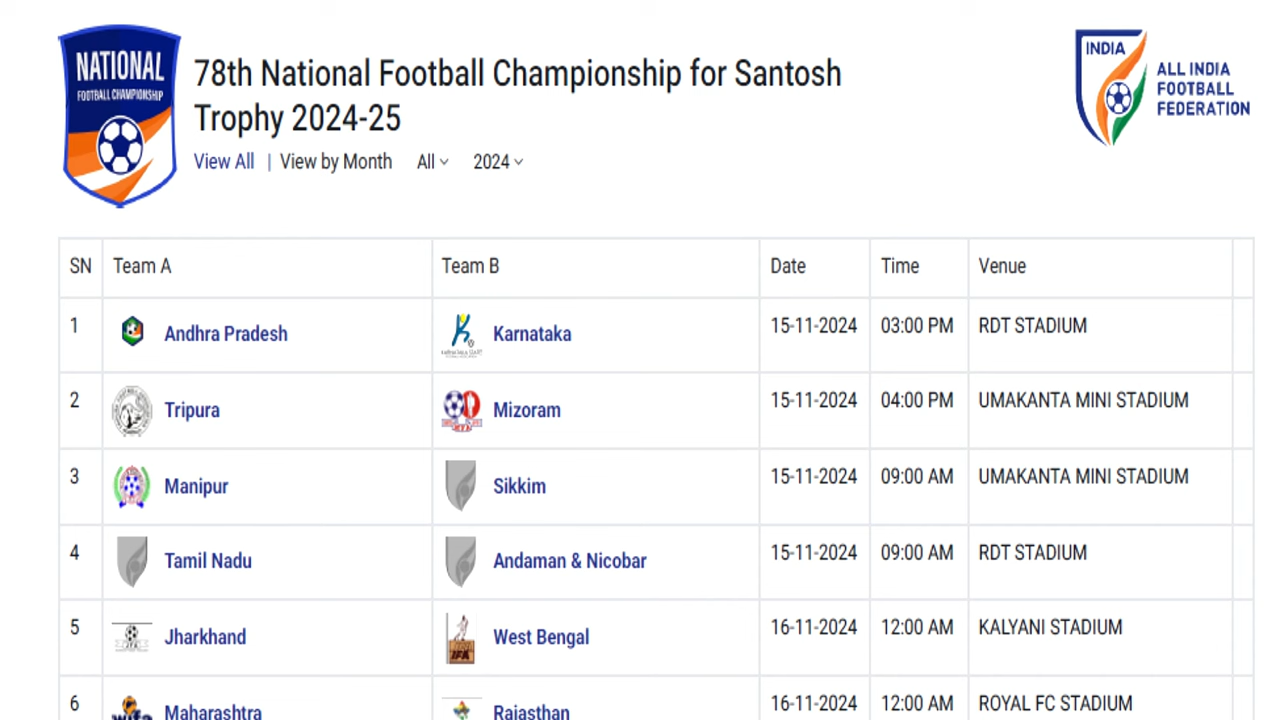 NATIONAL
FOOTBALL CHAMPIONSHIP
78th National Football Championship for Santosh
Trophy 2024-25
View All | View by Month All 2024
INDIA
ALL INDIA
FOOTBALL
FEDERATION
SN Team A Team B Date Time Venue
1 Andhra Pradesh Karnataka 15-11-2024 03:00 PM RDT STADIUM
2 Tripura Mizoram 15-11-2024 04:00 PM UMAKANTA MINI STADIUM
3 Manipur Sikkim 15-11-2024 09:00 AM UMAKANTA MINI STADIUM
4 Tamil Nadu Andaman & Nicobar 15-11-2024 09:00 AM RDT STADIUM
5 Jharkhand West Bengal 16-11-2024 12:00 AM KALYANI STADIUM
6 Maharashtra Rajasthan 16-11-2024 12:00 AM ROYAL FC STADIUM